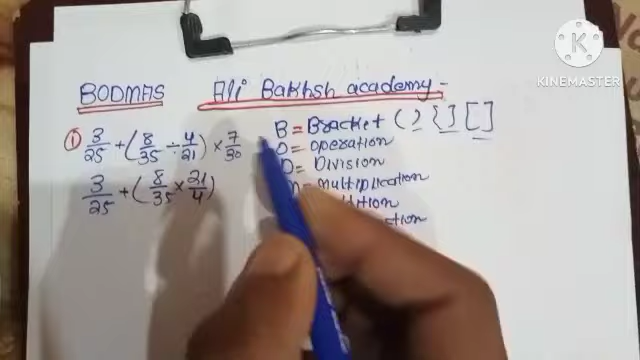 BODMAS Ali Bakhsh academy
① 3/25 + (8/35 ÷ 4/21) × 7/30
3/25 + (8/35 × 21/4)
B = Bracket ( ) { } [ ]
O = operation
D = Division
= Multiplication
KINEMASTER